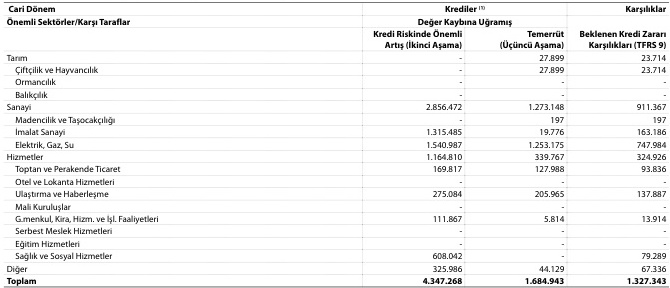 Cari Dönem Krediler (1) Karşılıklar
Önemli Sektörler/Karşı Taraflar Değer Kaybına Uğramış
Kredi Riskinde Önemli Temerrüt Beklenen Kredi Zararı
Artış (İkinci Aşama) (Üçüncü Aşama) Karşılıkları (TFRS 9)
Tarım - 27.899 23.714
Çiftçilik ve Hayvancılık - 27.899 23.714
Ormancılık - - -
Balıkçılık - - -
Sanayi 2.856.472 1.273.148 911.367
Madencilik ve Taşocakçılığı - 197 197
İmalat Sanayi 1.315.485 19.776 163.186
Elektrik, Gaz, Su 1.540.987 1.253.175 747.984
Hizmetler 1.164.810 339.767 324.926
Toptan ve Perakende Ticaret 169.817 127.988 93.836
Otel ve Lokanta Hizmetleri - - -
Ulaştırma ve Haberleşme 275.084 205.965 137.887
Mali Kuruluşlar - - -
G.menkul, Kira, Hizm. ve İşl. Faaliyetleri 111.867 5.814 13.914
Serbest Meslek Hizmetleri - - -
Eğitim Hizmetleri - - -
Sağlık ve Sosyal Hizmetler 608.042 - 79.289
Diğer 325.986 44.129 67.336
Toplam 4.347.268 1.684.943 1.327.343